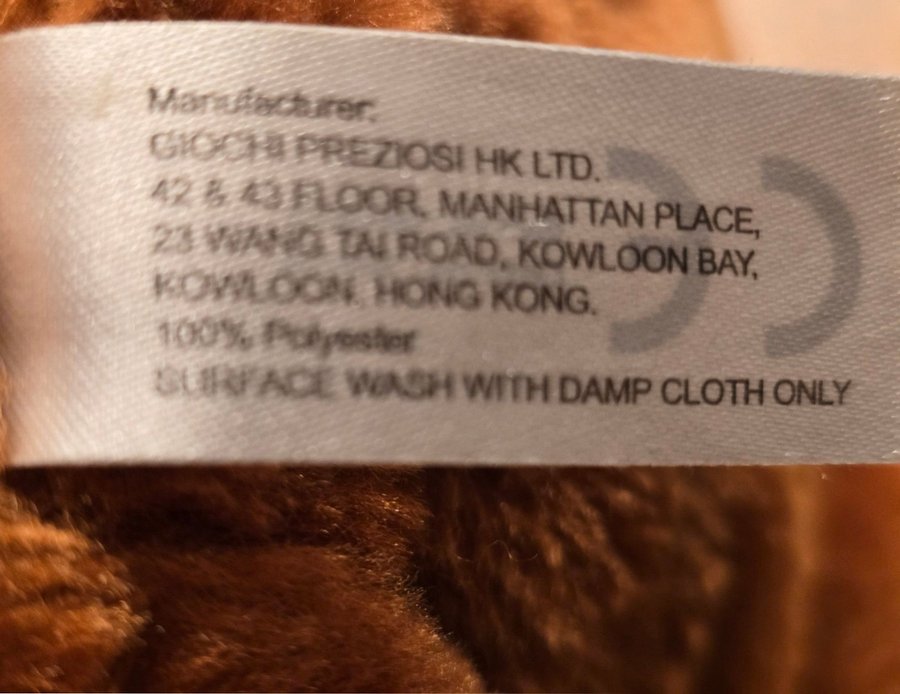 Manufacturer:
GIOCHI PREZIOSI HK LTD.
42 & 43 FLOOR, MANHATTAN PLACE,
23 WANG TAI ROAD, KOWLOON BAY,
KOWLOON. HONG KONG.
100% Polyester
SURFACE WASH WITH DAMP CLOTH ONLY